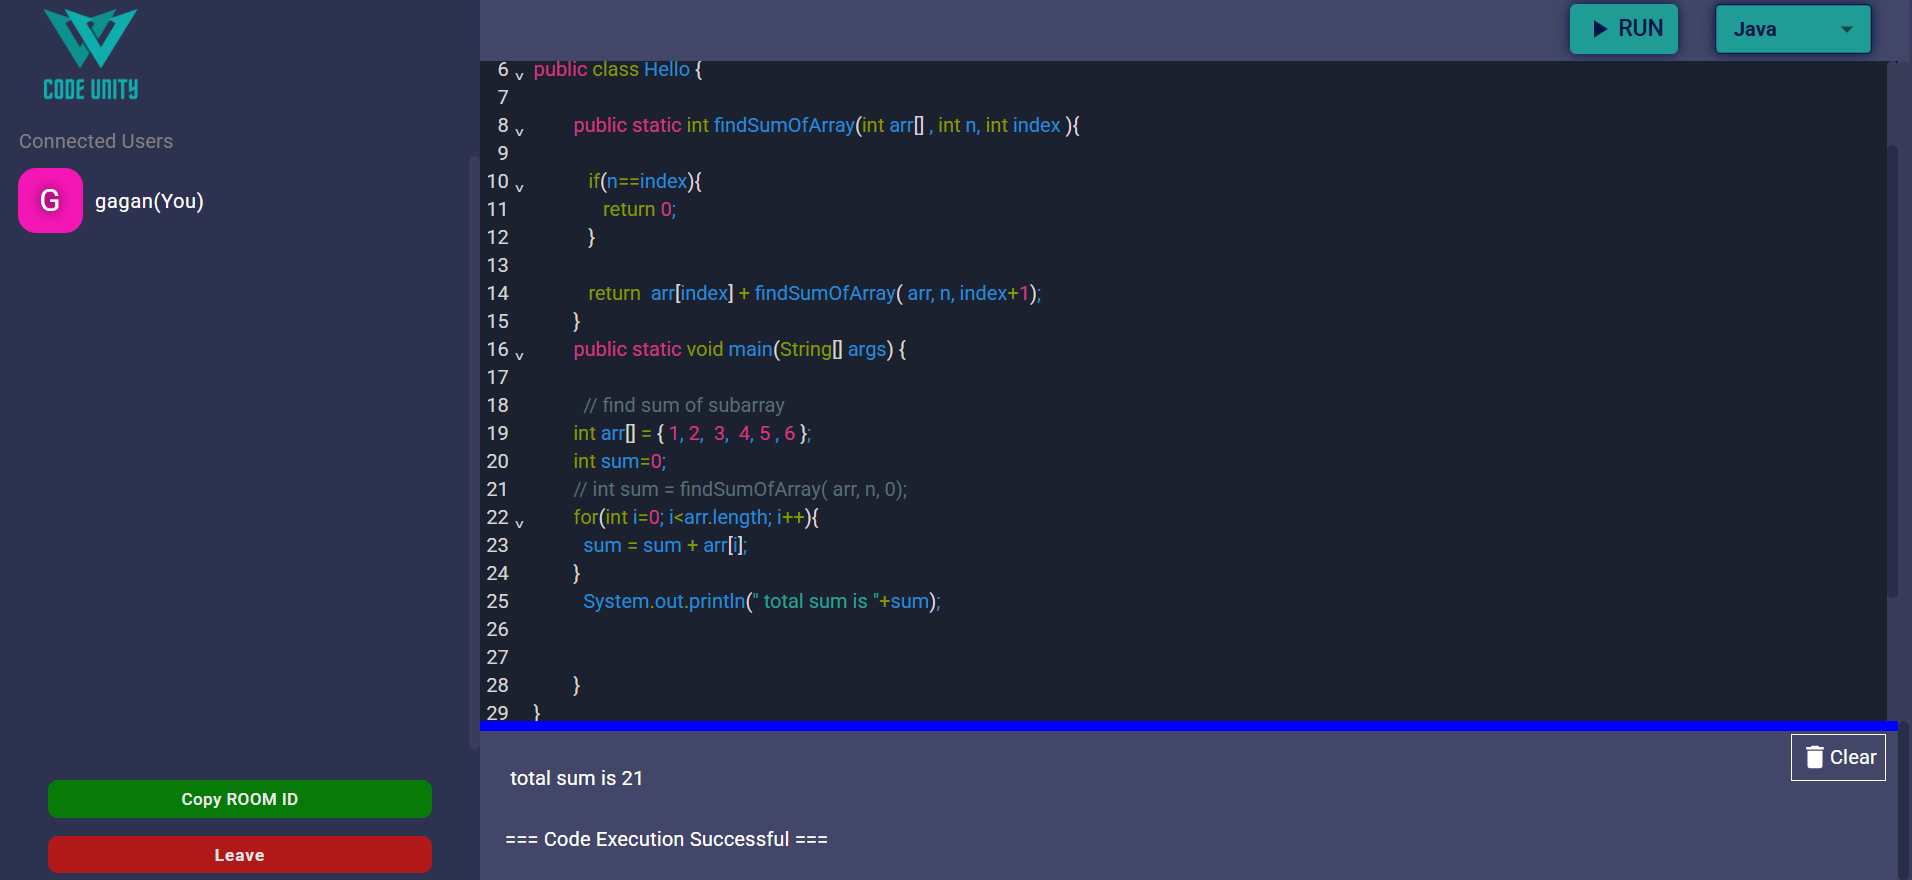 CODE UNITY
Connected Users
G
gagan(You)
Copy ROOM ID
Leave
RUN
Java
6 public class Hello {
7
8 public static int findSumOfArray(int arr[] , int n, int index ){
9
10 if(n==index){
11 return 0;
12 }
13
14 return  arr[index] + findSumOfArray( arr, n, index+1);
15 }
16 public static void main(String[] args) {
17
18 // find sum of subarray
19 int arr[] = { 1, 2,  3,  4, 5 , 6 };
20 int sum=0;
21 // int sum = findSumOfArray( arr, n, 0);
22 for(int i=0; i<arr.length; i++){
23 sum = sum + arr[i];
24 }
25 System.out.println(" total sum is "+sum);
26
27
28 }
29 }
Clear
total sum is 21
=== Code Execution Successful ===